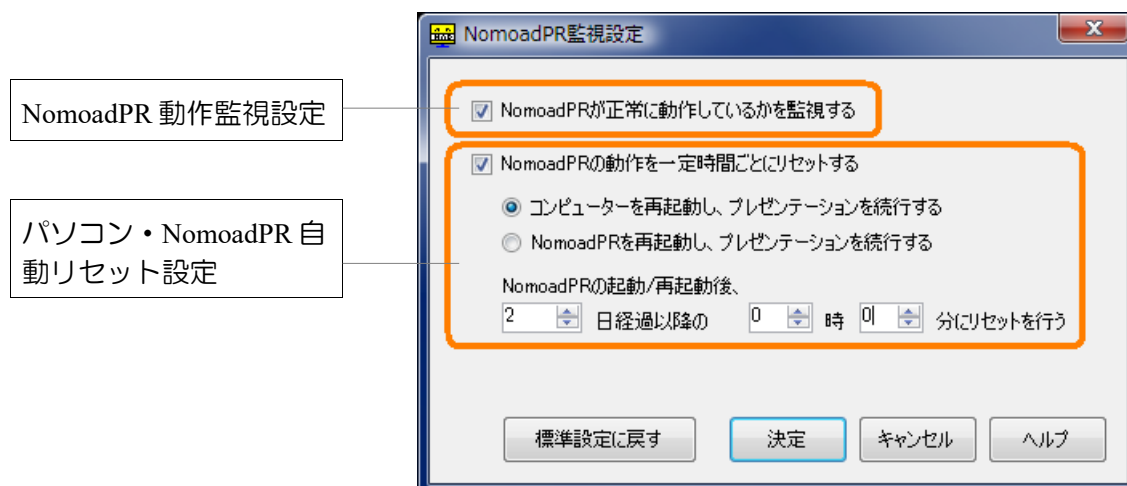 NomoadPR監視設定
NomoadPR 動作監視設定
NomoadPRが正常に動作しているかを監視する
NomoadPRの動作を一定時間ごとにリセットする
パソコン・NomoadPR 自
動リセット設定
コンピューターを再起動し、プレゼンテーションを続行する
NomoadPRを再起動し、プレゼンテーションを続行する
NomoadPRの起動/再起動後、
2 日経過以降の 0 時 0 分にリセットを行う
標準設定に戻す 決定 キャンセル ヘルプ